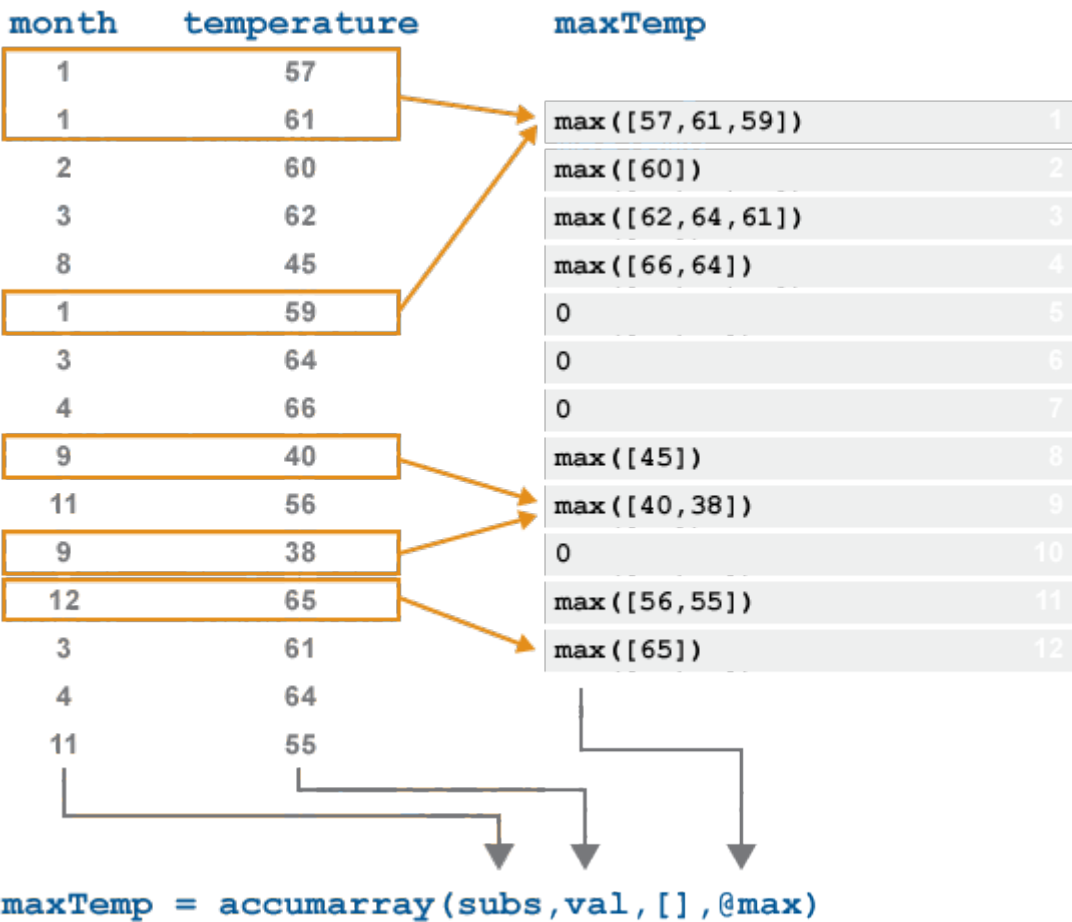 month temperature maxTemp
1 57
1 61 max([57,61,59]) 1
2 60 max([60]) 2
3 62 max([62,64,61]) 3
8 45 max([66,64]) 4
1 59 0 5
3 64 0 6
4 66 0 7
9 40 max([45]) 8
11 56 max([40,38]) 9
9 38 0 10
12 65 max([56,55]) 11
3 61 max([65]) 12
4 64
11 55
maxTemp = accumarray(subs,val,[],@max)